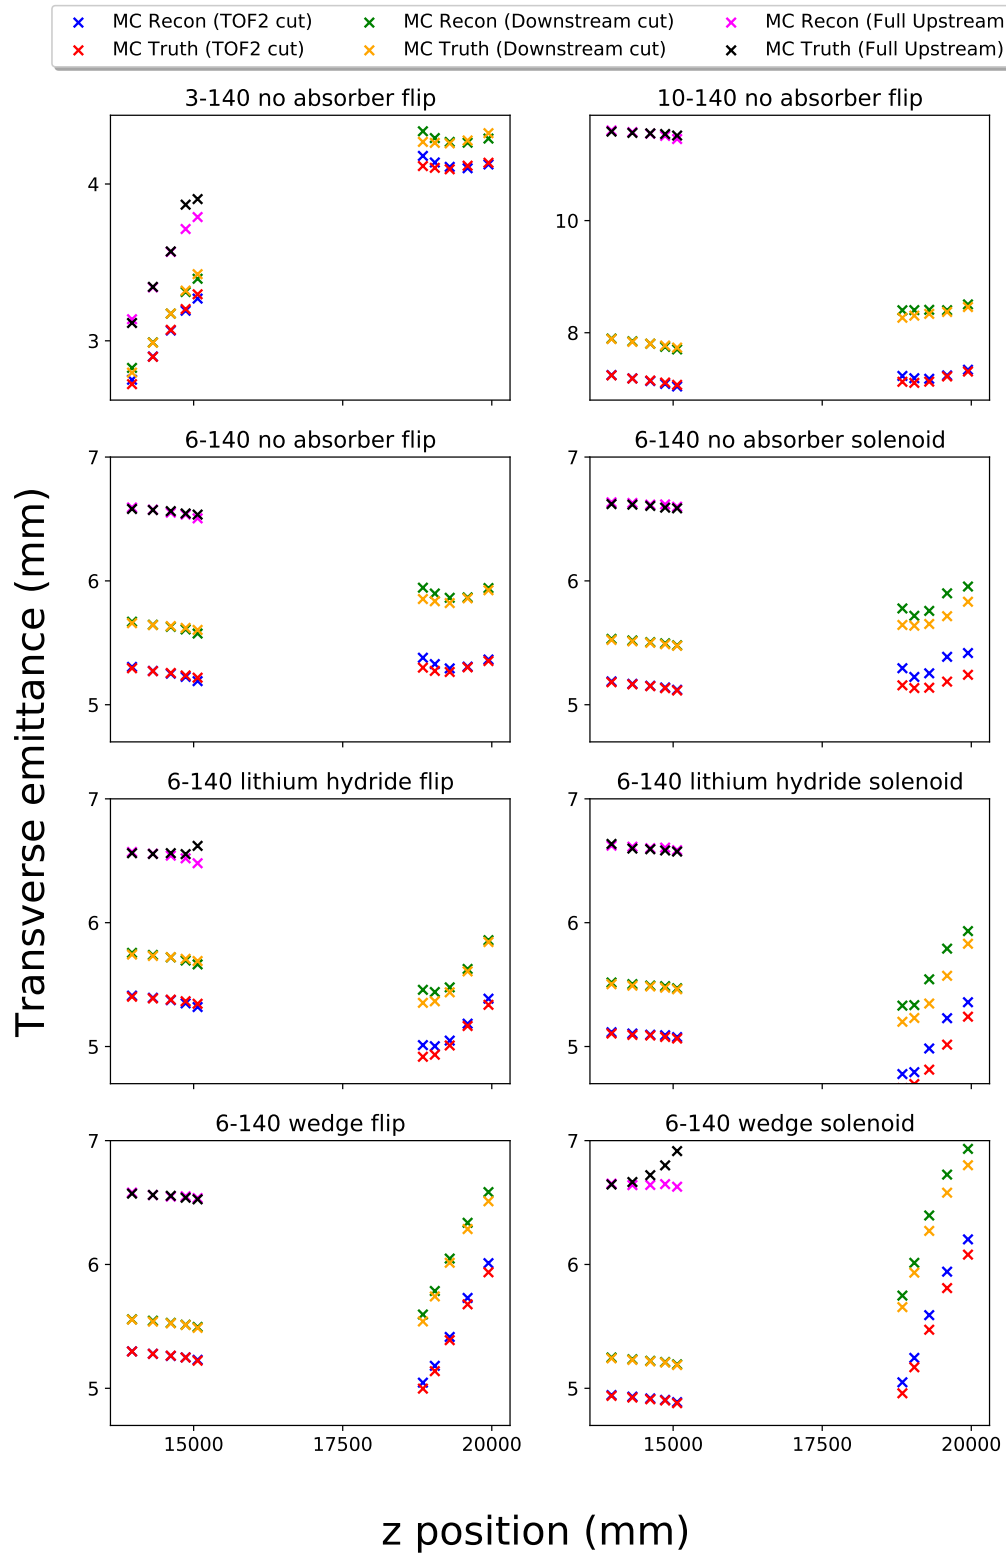 MC Recon (TOF2 cut) MC Recon (Downstream cut) MC Recon (Full Upstream
MC Truth (TOF2 cut) MC Truth (Downstream cut) MC Truth (Full Upstream)
3-140 no absorber flip
4
3
10-140 no absorber flip
10
8
6-140 no absorber flip
7
6
5
6-140 no absorber solenoid
7
6
5
6-140 lithium hydride flip
7
6
5
6-140 lithium hydride solenoid
7
6
5
6-140 wedge flip
7
6
5
15000 17500 20000
6-140 wedge solenoid
7
6
5
15000 17500 20000
Transverse emittance (mm)
z position (mm)